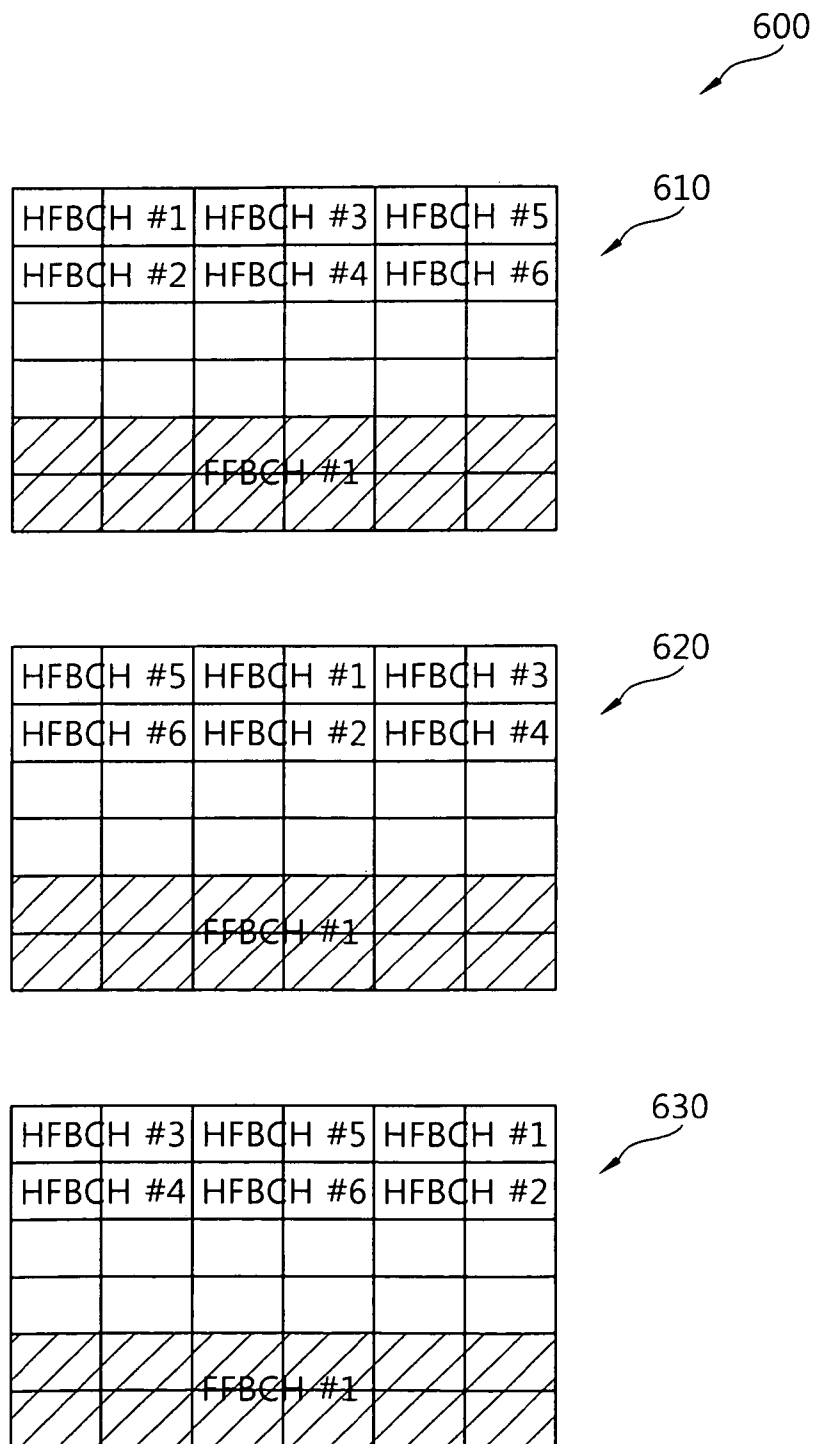 600
610
HFBCH #1 HFBCH #3 HFBCH #5
HFBCH #2 HFBCH #4 HFBCH #6
FFBCH #1
620
HFBCH #5 HFBCH #1 HFBCH #3
HFBCH #6 HFBCH #2 HFBCH #4
FFBCH #1
630
HFBCH #3 HFBCH #5 HFBCH #1
HFBCH #4 HFBCH #6 HFBCH #2
FFBCH #1